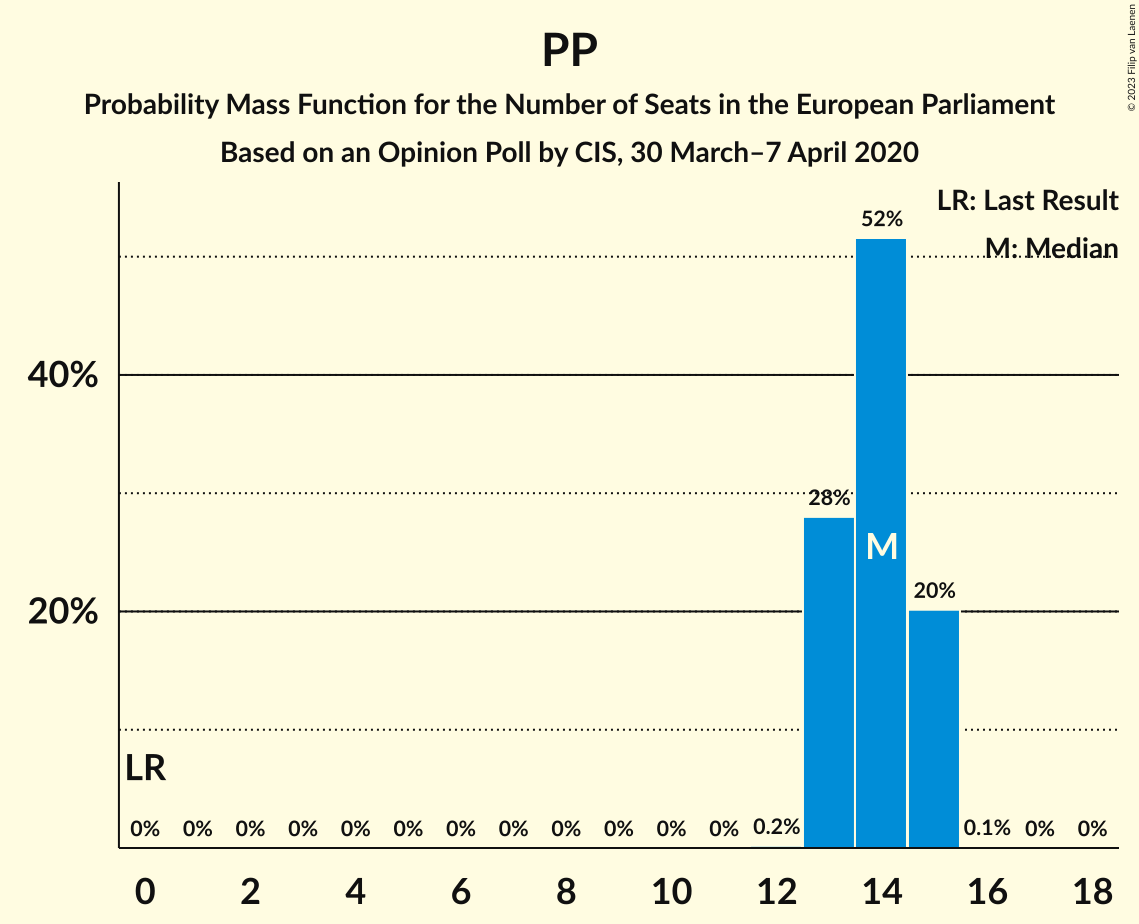 PP
Probability Mass Function for the Number of Seats in the European Parliament
Based on an Opinion Poll by CIS, 30 March–7 April 2020
© 2023 Filip van Laenen
LR: Last Result
M: Median
52%
40%
28%
M
20%
20%
LR
0% 0% 0% 0% 0% 0% 0% 0% 0% 0% 0% 0% 0.2% 0.1% 0% 0%
0 2 4 6 8 10 12 14 16 18